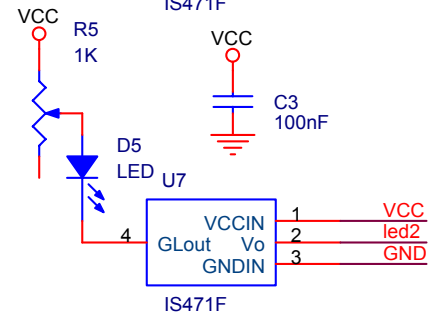 IS471F
VCC
R5
1K
VCC
C3
100nF
D5
LED
U7
VCCIN 1 VCC
4 GLout Vo 2 led2
GNDIN 3 GND
IS471F